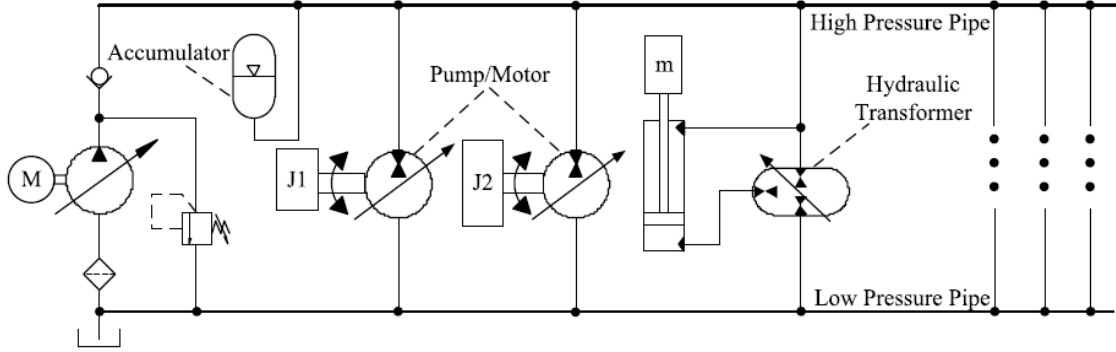 High Pressure Pipe
Accumulator
Pump/Motor
m
Hydraulic
Transformer
M
J1
J2
Low Pressure Pipe